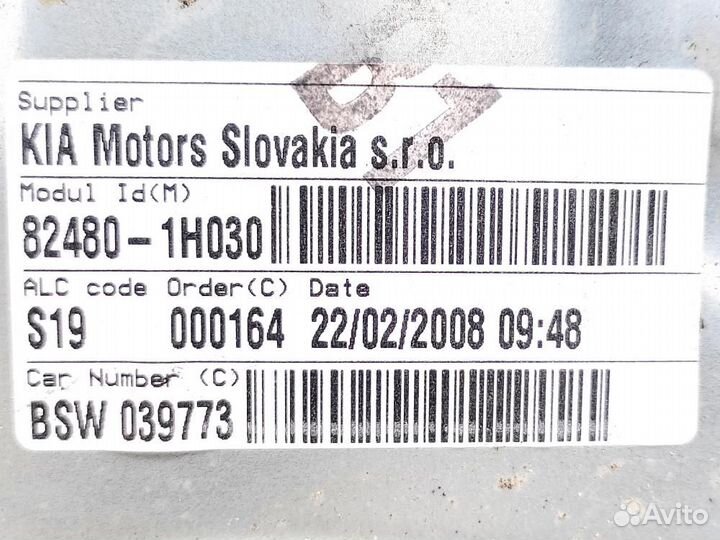 Supplier
KIA Motors Slovakia s.r.o.
Modul Id(M)
82480-1H030
ALC code Order(C) Date
S19 000164 22/02/2008 09:48
Car Number (C)
BSW 039773
Avito